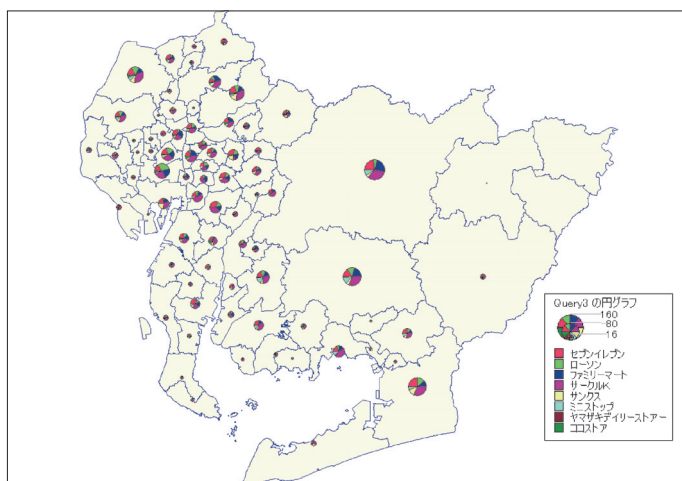 Query3 の円グラフ
160
80
16
セブンイレブン
ローソン
ファミリーマート
サークルK
サンクス
ミニストップ
ヤマザキデイリーストアー
ココストア